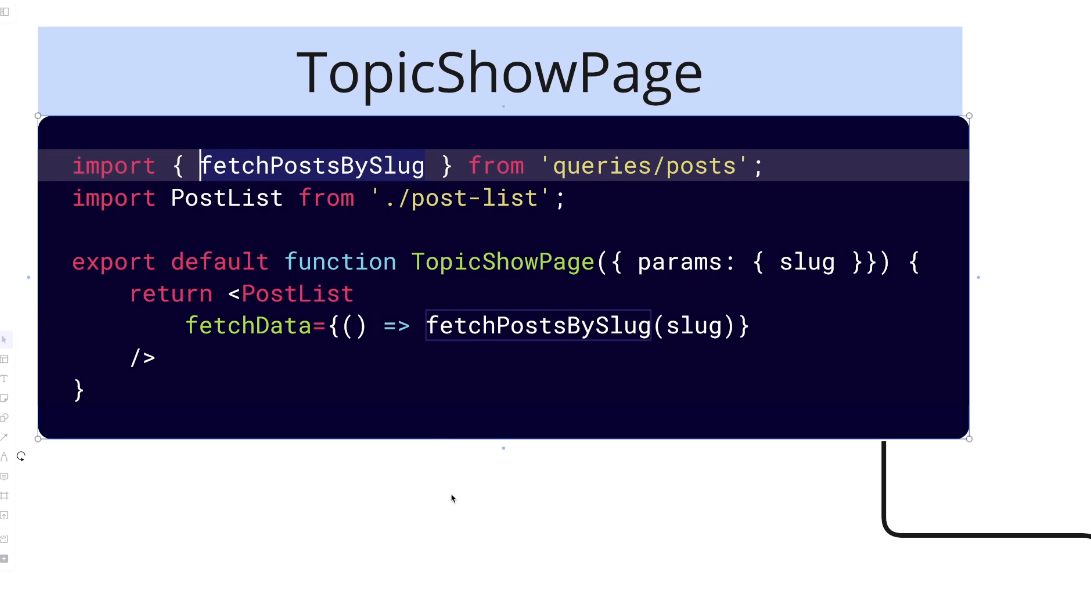 TopicShowPage
import { fetchPostsBySlug } from 'queries/posts';
import PostList from './post-list';
export default function TopicShowPage({ params: { slug }}) {
return <PostList
fetchData={() => fetchPostsBySlug(slug)}
/>
}